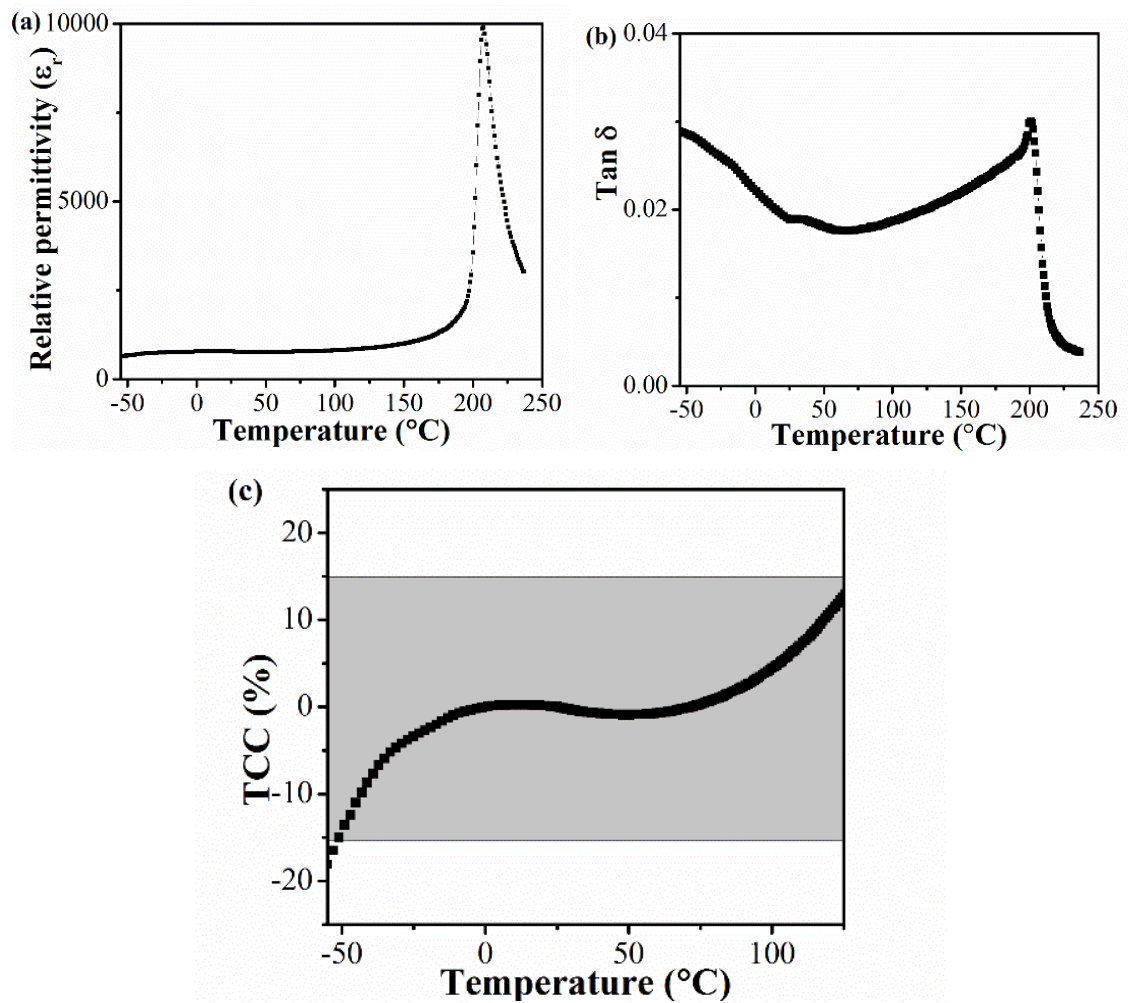 (a)
10000
5000
0
Relative permittivity (εr)
-50 0 50 100 150 200 250
Temperature (°C)
(b)
0.04
0.02
0.00
Tan δ
-50 0 50 100 150 200 250
Temperature (°C)
(c)
20
10
0
-10
-20
TCC (%)
-50 0 50 100
Temperature (°C)